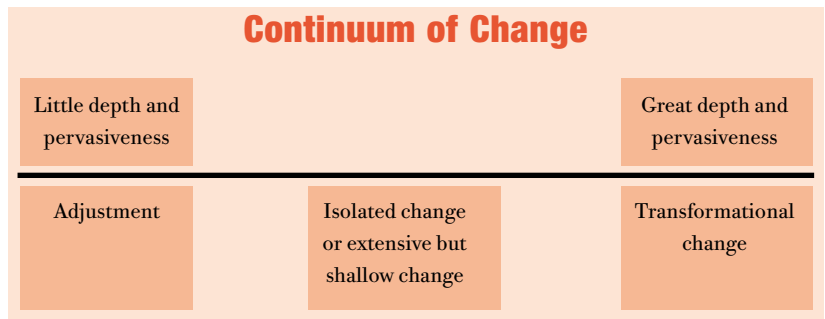 Continuum of Change
Little depth and
pervasiveness
Great depth and
pervasiveness
Adjustment
Isolated change
or extensive but
shallow change
Transformational
change